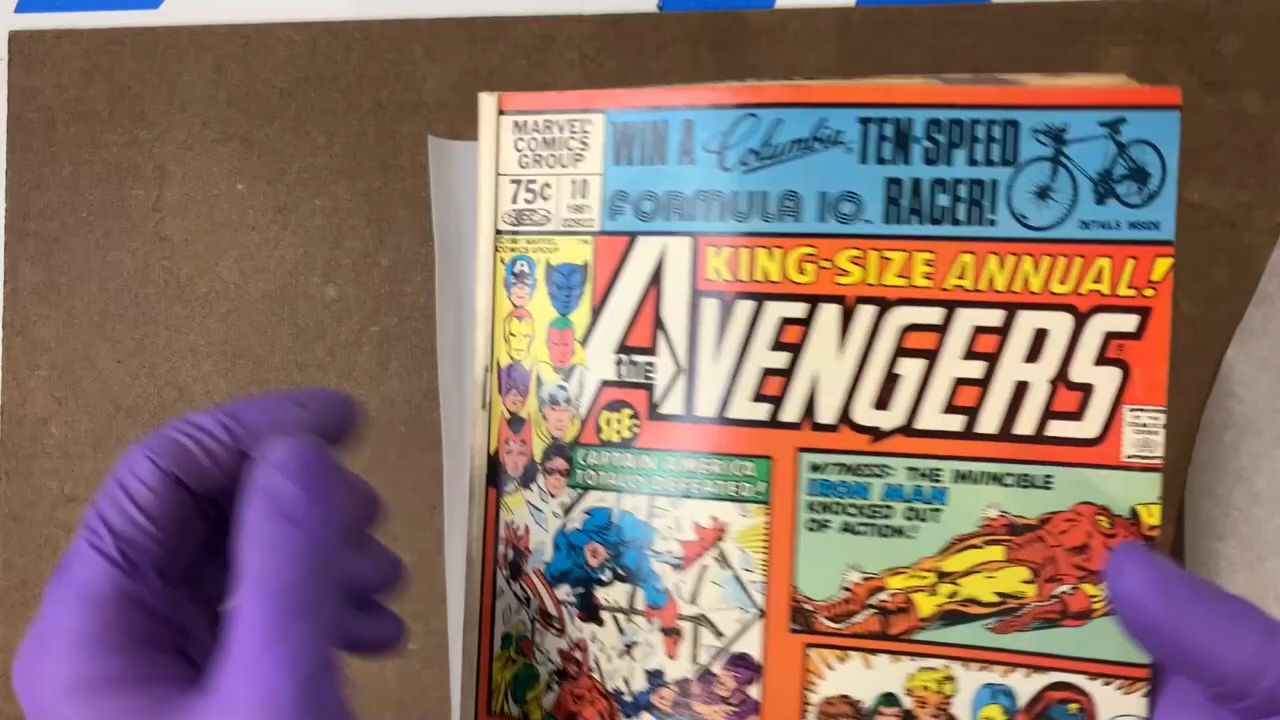 MARVEL
COMICS
GROUP
75¢
10
1981
WIN A Columbia TEN-SPEED
FORMULA 10 RACER!
DETAILS INSIDE
KING-SIZE ANNUAL!
THE AVENGERS
SEE:
CAPTAIN AMERICA
TOTALLY DEFEATED!
WITNESS: THE INVINCIBLE
IRON MAN
KNOCKED OUT
OF ACTION!